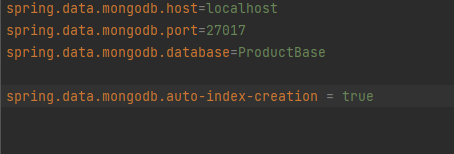 spring.data.mongodb.host=localhost
spring.data.mongodb.port=27017
spring.data.mongodb.database=ProductBase
spring.data.mongodb.auto-index-creation = true